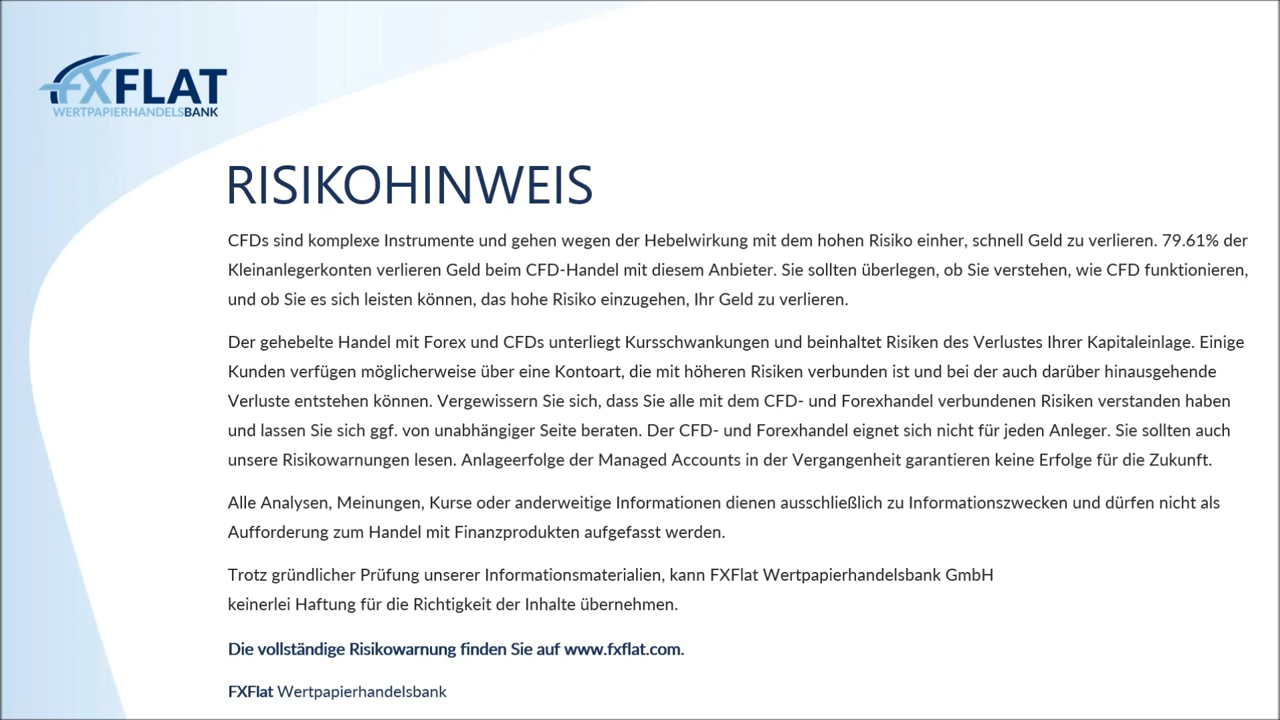 FXFLAT
WERTPAPIERHANDELSBANK
RISIKOHINWEIS
CFDs sind komplexe Instrumente und gehen wegen der Hebelwirkung mit dem hohen Risiko einher, schnell Geld zu verlieren. 79.61% der
Kleinanlegerkonten verlieren Geld beim CFD-Handel mit diesem Anbieter. Sie sollten überlegen, ob Sie verstehen, wie CFD funktionieren,
und ob Sie es sich leisten können, das hohe Risiko einzugehen, Ihr Geld zu verlieren.
Der gehebelte Handel mit Forex und CFDs unterliegt Kursschwankungen und beinhaltet Risiken des Verlustes Ihrer Kapitaleinlage. Einige
Kunden verfügen möglicherweise über eine Kontoart, die mit höheren Risiken verbunden ist und bei der auch darüber hinausgehende
Verluste entstehen können. Vergewissern Sie sich, dass Sie alle mit dem CFD- und Forexhandel verbundenen Risiken verstanden haben
und lassen Sie sich ggf. von unabhängiger Seite beraten. Der CFD- und Forexhandel eignet sich nicht für jeden Anleger. Sie sollten auch
unsere Risikowarnungen lesen. Anlageerfolge der Managed Accounts in der Vergangenheit garantieren keine Erfolge für die Zukunft.
Alle Analysen, Meinungen, Kurse oder anderweitige Informationen dienen ausschließlich zu Informationszwecken und dürfen nicht als
Aufforderung zum Handel mit Finanzprodukten aufgefasst werden.
Trotz gründlicher Prüfung unserer Informationsmaterialien, kann FXFlat Wertpapierhandelsbank GmbH
keinerlei Haftung für die Richtigkeit der Inhalte übernehmen.
Die vollständige Risikowarnung finden Sie auf www.fxflat.com.
FXFlat Wertpapierhandelsbank